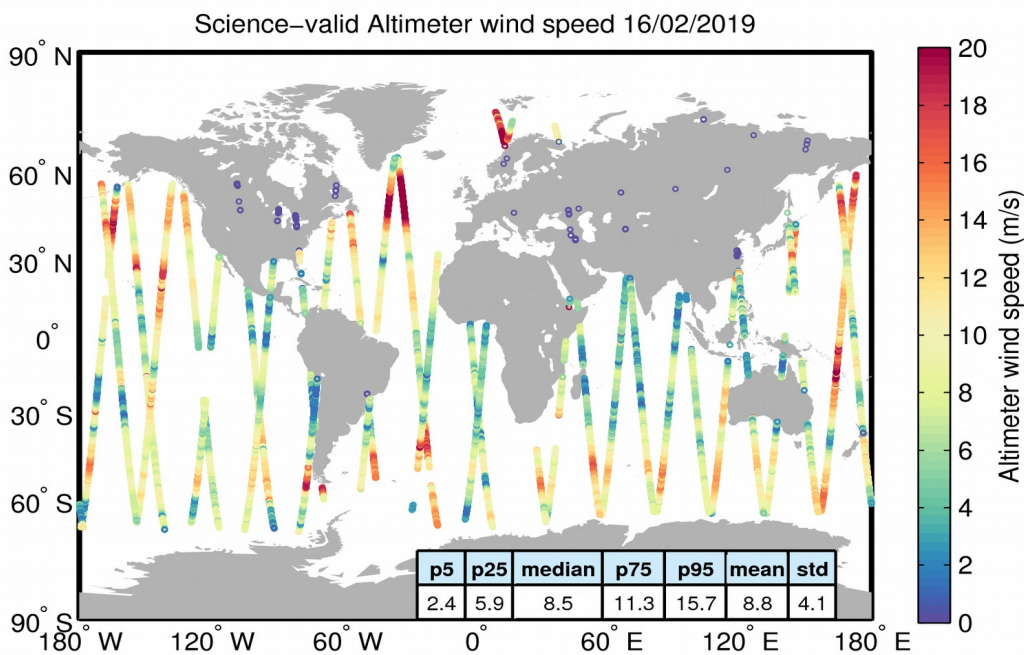 Science−valid Altimeter wind speed 16/02/2019
90° N
60° N
30° N
0°
30° S
60° S
90° S
180° W
120° W
60° W
0°
60° E
120° E
180° E
p5 p25 median p75 p95 mean std
2.4 5.9 8.5 11.3 15.7 8.8 4.1
20
18
16
14
12
10
8
6
4
2
0
Altimeter wind speed (m/s)